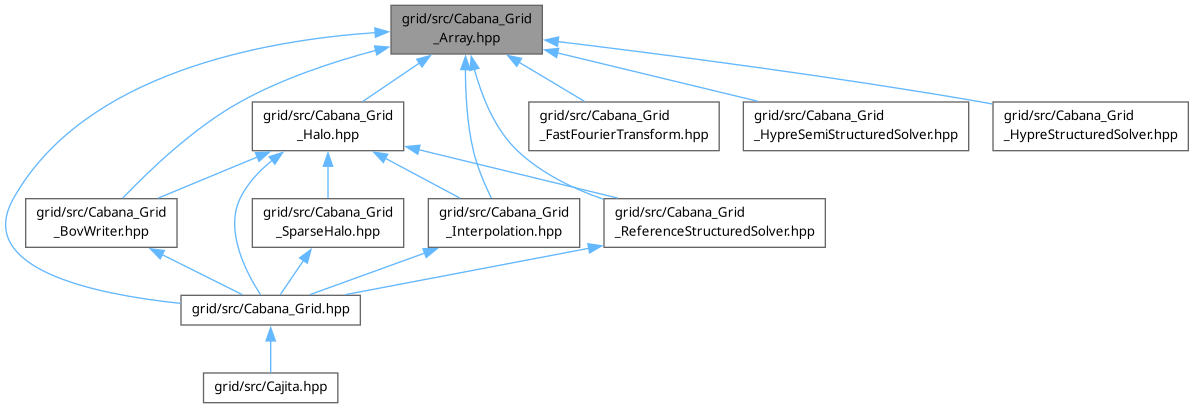 grid/src/Cabana_Grid
_Array.hpp
grid/src/Cabana_Grid
_Halo.hpp
grid/src/Cabana_Grid
_FastFourierTransform.hpp
grid/src/Cabana_Grid
_HypreSemiStructuredSolver.hpp
grid/src/Cabana_Grid
_HypreStructuredSolver.hpp
grid/src/Cabana_Grid
_BovWriter.hpp
grid/src/Cabana_Grid
_SparseHalo.hpp
grid/src/Cabana_Grid
_Interpolation.hpp
grid/src/Cabana_Grid
_ReferenceStructuredSolver.hpp
grid/src/Cabana_Grid.hpp
grid/src/Cajita.hpp